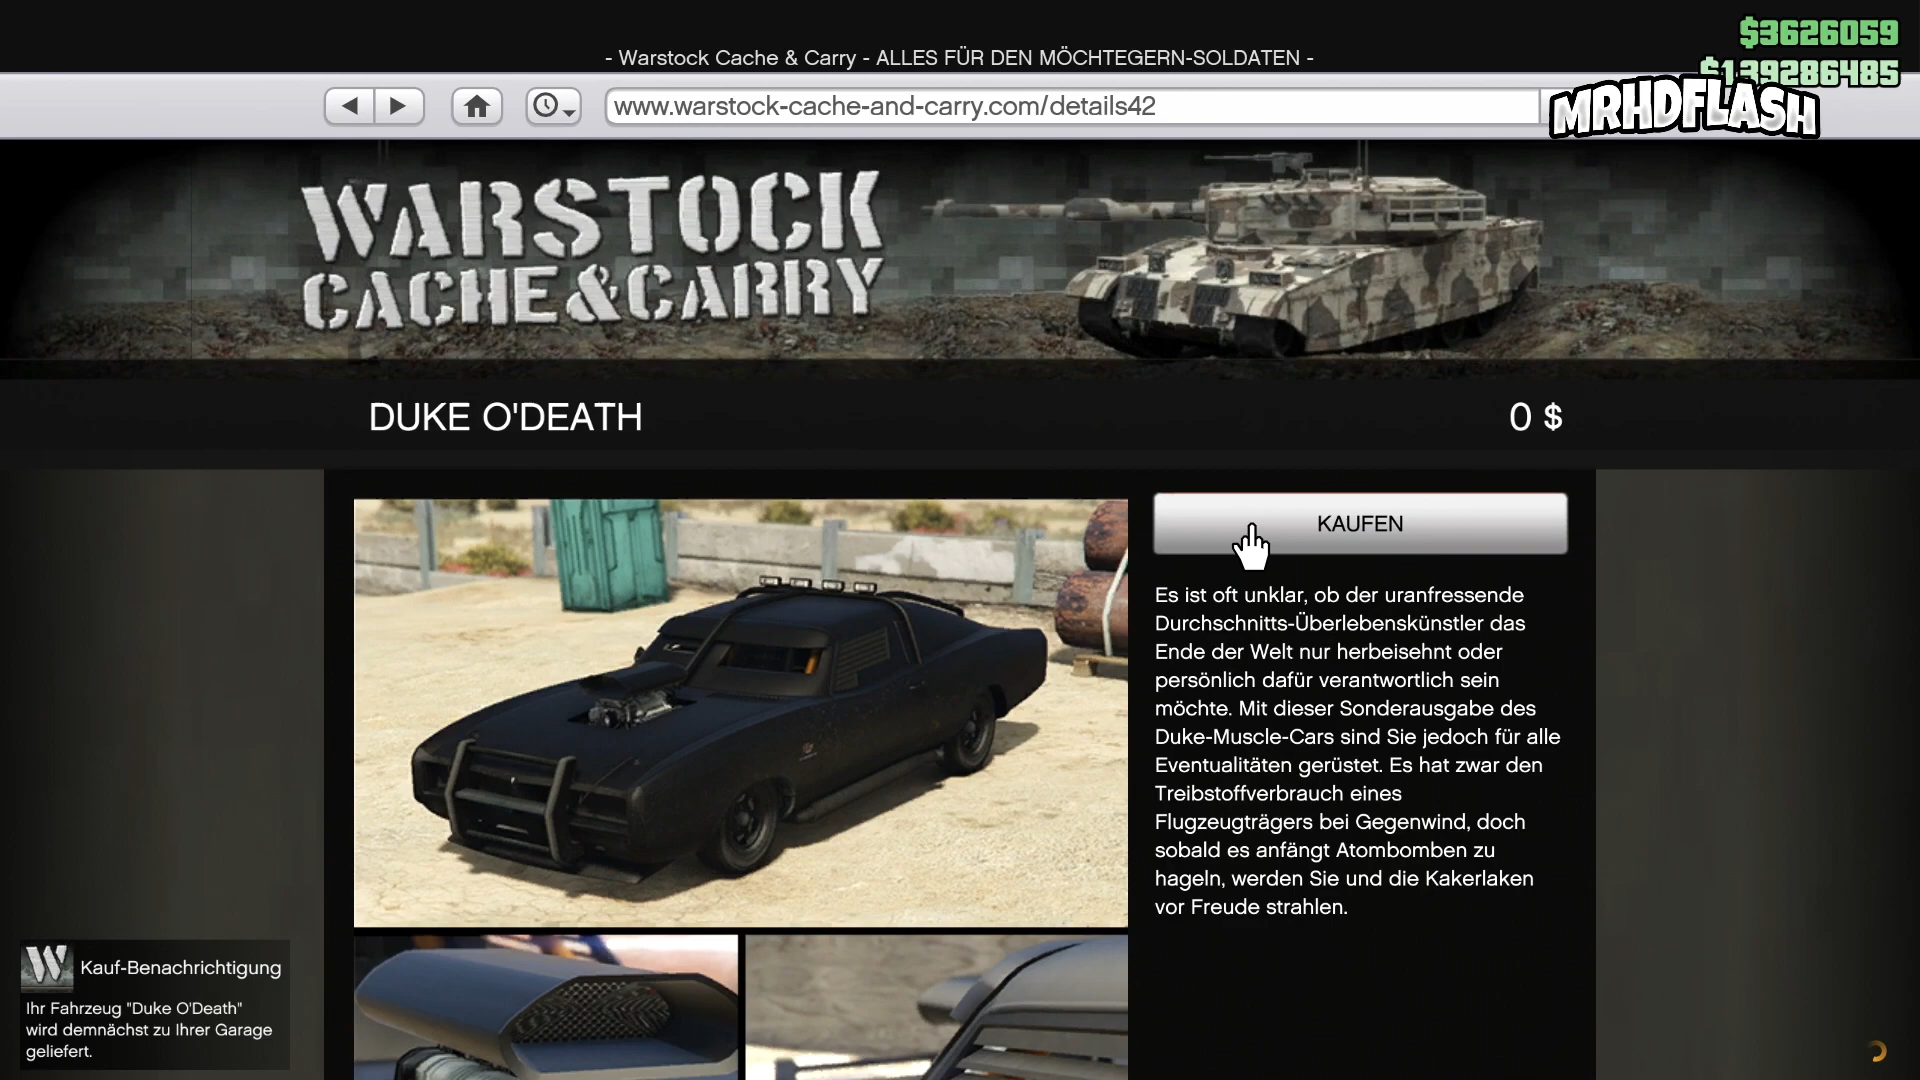 $3626059
- Warstock Cache & Carry - ALLES FÜR DEN MÖCHTEGERN-SOLDATEN -
$139286485
www.warstock-cache-and-carry.com/details42
MRHDFLASH
WARSTOCK
CACHE & CARRY
DUKE O'DEATH
0 $
KAUFEN
Es ist oft unklar, ob der uranfressende
Durchschnitts-Überlebenskünstler das
Ende der Welt nur herbeisehnt oder
persönlich dafür verantwortlich sein
möchte. Mit dieser Sonderausgabe des
Duke-Muscle-Cars sind Sie jedoch für alle
Eventualitäten gerüstet. Es hat zwar den
Treibstoffverbrauch eines
Flugzeugträgers bei Gegenwind, doch
sobald es anfängt Atombomben zu
hageln, werden Sie und die Kakerlaken
vor Freude strahlen.
W
Kauf-Benachrichtigung
Ihr Fahrzeug "Duke O'Death"
wird demnächst zu Ihrer Garage
geliefert.